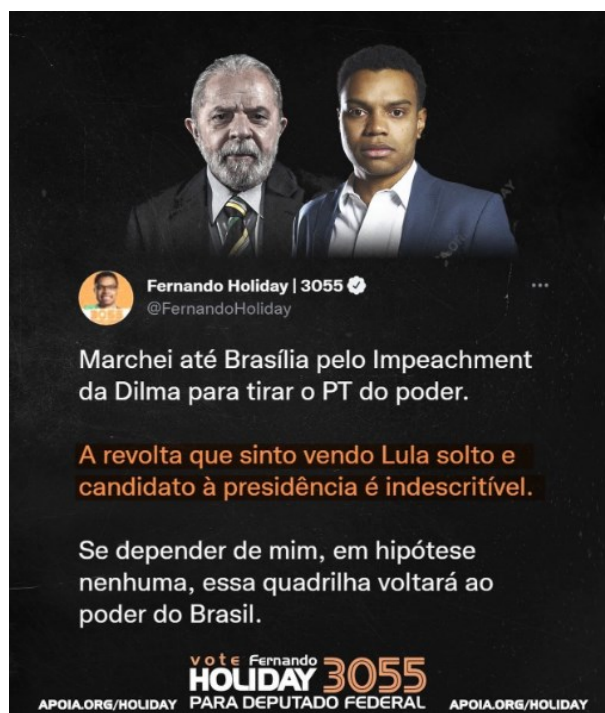 Fernando Holiday | 3055
@FernandoHoliday
Marchei até Brasília pelo Impeachment
da Dilma para tirar o PT do poder.
A revolta que sinto vendo Lula solto e
candidato à presidência é indescritível.
Se depender de mim, em hipótese
nenhuma, essa quadrilha voltará ao
poder do Brasil.
vote Fernando
HOLIDAY 3055
PARA DEPUTADO FEDERAL
APOIA.ORG/HOLIDAY
APOIA.ORG/HOLIDAY